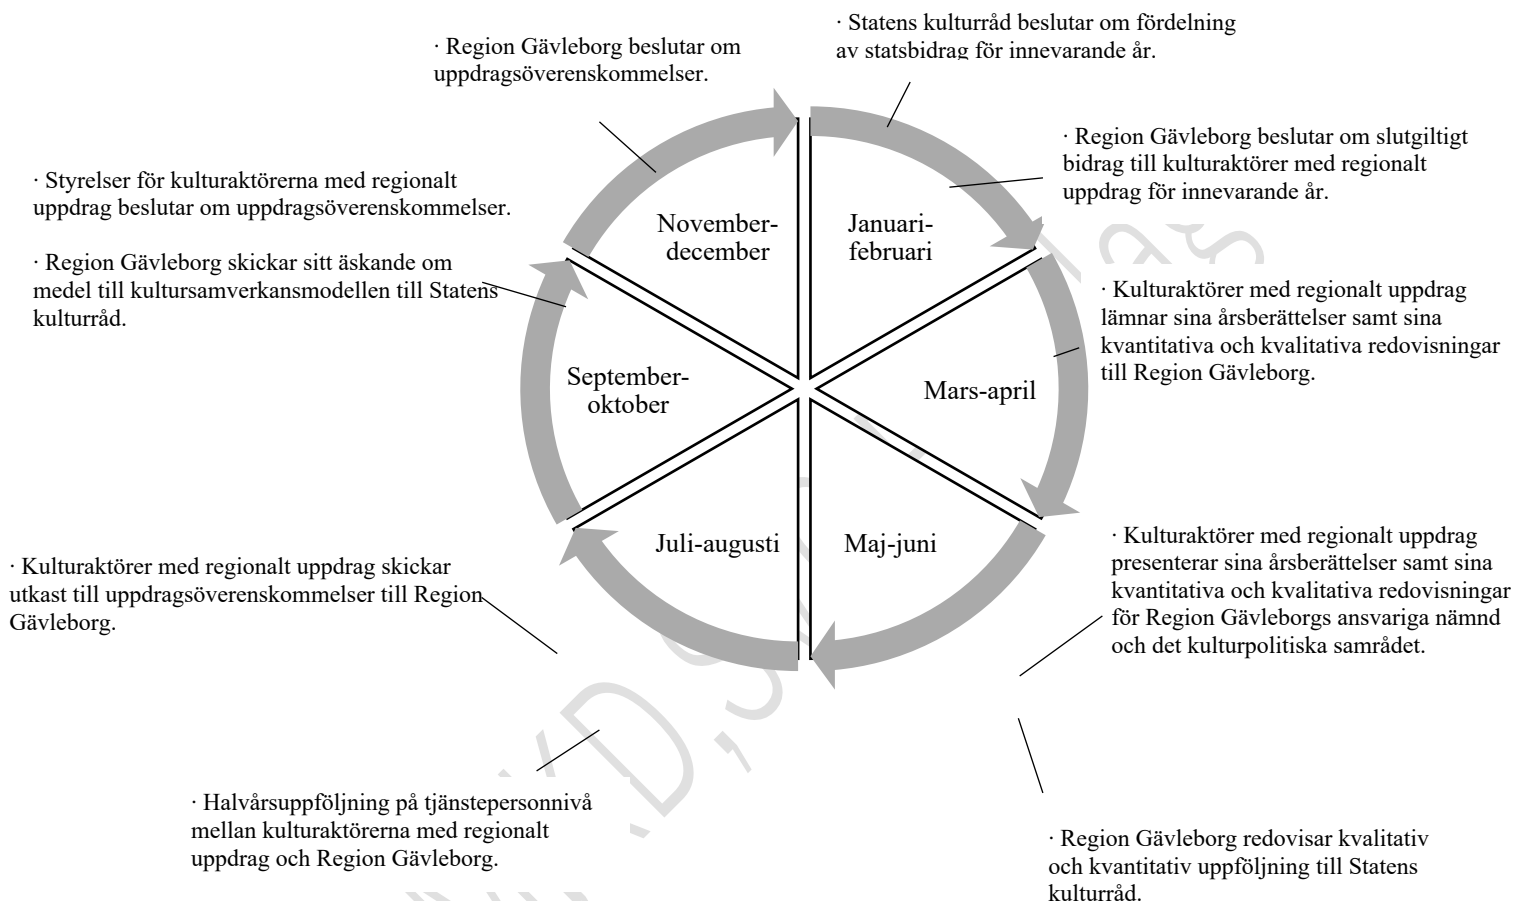 · Statens kulturråd beslutar om fördelning
av statsbidrag för innevarande år.
· Region Gävleborg beslutar om
uppdragsöverenskommelser.
· Region Gävleborg beslutar om slutgiltigt
bidrag till kulturaktörer med regionalt
uppdrag för innevarande år.
· Styrelser för kulturaktörerna med regionalt
uppdrag beslutar om uppdragsöverenskommelser.
· Region Gävleborg skickar sitt äskande om
medel till kultursamverkansmodellen till Statens
kulturråd.
November-
december
Januari-
februari
· Kulturaktörer med regionalt uppdrag
lämnar sina årsberättelser samt sina
kvantitativa och kvalitativa redovisningar
till Region Gävleborg.
September-
oktober
Mars-april
Juli-augusti
Maj-juni
· Kulturaktörer med regionalt uppdrag
presenterar sina årsberättelser samt sina
kvantitativa och kvalitativa redovisningar
för Region Gävleborgs ansvariga nämnd
och det kulturpolitiska samrådet.
· Kulturaktörer med regionalt uppdrag skickar
utkast till uppdragsöverenskommelser till Region
Gävleborg.
· Halvårsuppföljning på tjänstepersonnivå
mellan kulturaktörerna med regionalt
uppdrag och Region Gävleborg.
· Region Gävleborg redovisar kvalitativ
och kvantitativ uppföljning till Statens
kulturråd.